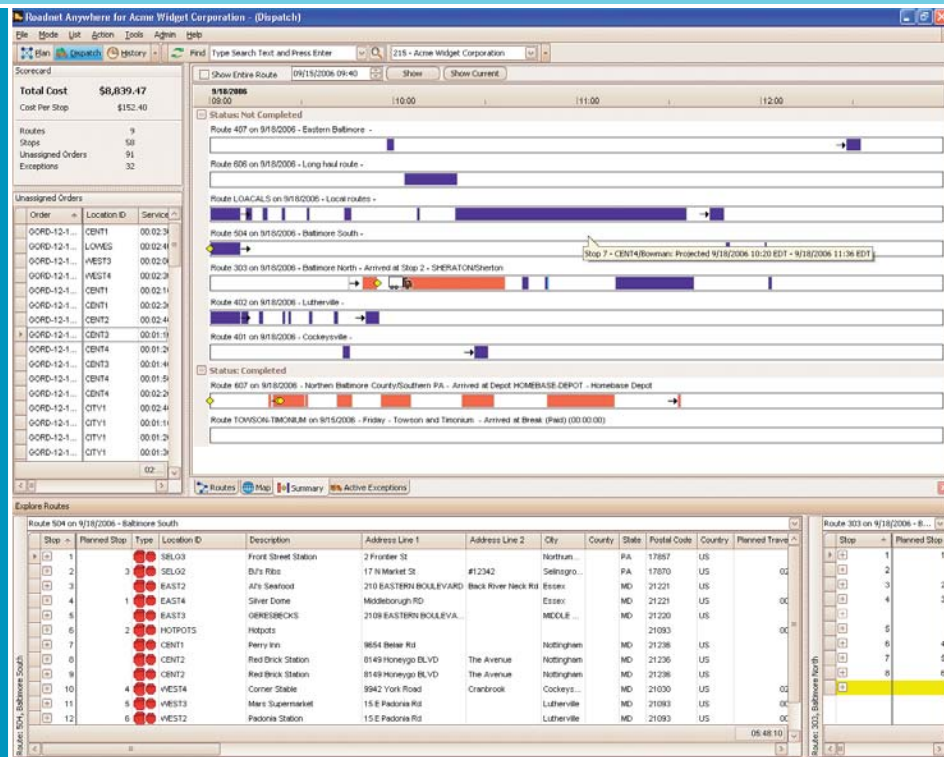 Roadnet Anywhere for Acme Widget Corporation - (Dispatch)
File Mode List Action Tools Admin Help
Plan Dispatch History Find Type Search Text and Press Enter 215 - Acme Widget Corporation
Scorecard
Total Cost $8,839.47
Cost Per Stop $152.40
Routes 9
Stops 58
Unassigned Orders 91
Exceptions 32
Unassigned Orders
Order Location ID Service
GORD-12-1... CENT1 00:02:3
GORD-12-1... LOWES 00:02:4
GORD-12-1... WEST3 00:02:0
GORD-12-1... WEST4 00:02:3
GORD-12-1... CENT1 00:02:1
GORD-12-1... CENT1 00:02:3
GORD-12-1... CENT2 00:02:4
GORD-12-1... CENT3 00:01:1
GORD-12-1... CENT4 00:01:2
GORD-12-1... CENT3 00:01:4
GORD-12-1... CENT4 00:01:5
GORD-12-1... CENT4 00:02:2
GORD-12-1... CITY1 00:02:4
GORD-12-1... CITY1 00:01:1
GORD-12-1... CITY1 00:01:2
GORD-12-1... CITY1 00:01:3
02...
Show Entire Route 09/15/2006 09:40 Show Show Current
9/18/2006
09:00 10:00 11:00 12:00
Status: Not Completed
Route 407 on 9/18/2006 - Eastern Baltimore -
Route 606 on 9/18/2006 - Long haul route -
Route LOACALS on 9/18/2006 - Local routes -
Route 504 on 9/18/2006 - Baltimore South -
Stop 7 - CENT4/Bowman: Projected 9/18/2006 10:20 EDT - 9/18/2006 11:36 EDT
Route 303 on 9/18/2006 - Baltimore North - Arrived at Stop 2 - SHERATON/Sherton
Route 402 on 9/18/2006 - Lutherville -
Route 401 on 9/18/2006 - Cockeysville -
Status: Completed
Route 607 on 9/18/2006 - Northen Baltimore County/Southern PA - Arrived at Depot HOMEBASE-DEPOT - Homebase Depot
Route TOWSON-TIMONIUM on 9/15/2006 - Friday - Towson and Timonium - Arrived at Break (Paid) (00:00:00)
Routes Map Summary Active Exceptions
Explore Routes
Route 504 on 9/18/2006 - Baltimore South
Stop Planned Stop Type Location ID Description Address Line 1 Address Line 2 City County State Postal Code Country Planned Trave
1 SELG3 Front Street Station 2 Frontier St Northum... PA 17857 US
2 3 SELG2 BJ's Ribs 17 N Market St #12342 Selinsgro... PA 17870 US 02
3 EAST2 Al's Seafood 210 EASTERN BOULEVARD Back River Neck Rd Essex MD 21221 US
4 1 EAST4 Silver Dome Middleborugh RD Essex MD 21221 US 00
5 EAST3 GERESBECKS 2109 EASTERN BOULEVA... MIDDLE ... MD 21220 US
6 2 HOTPOTS Hotpots 21093 00
7 CENT1 Perry Inn 9654 Belair Rd Nottingham MD 21236 US
8 CENT2 Red Brick Station 8149 Honeygo BLVD The Avenue Nottingham MD 21236 US
9 CENT2 Red Brick Station 8149 Honeygo BLVD The Avenue Nottingham MD 21236 US
10 4 WEST4 Corner Stable 9942 York Road Cranbrook Cockeys... MD 21030 US 02
11 5 WEST3 Mars Supermarket 15 E Padonia Rd Lutherville MD 21093 US 00
12 6 WEST2 Padonia Station 15 E Padonia Rd Lutherville MD 21093 US 00
05:48:10
Route: 504, Baltimore South
Route 303 on 9/18/2006 - B...
Stop Planned Stop
1 1
2
3 2
4 3
5
6 4
7 5
8 6
Route: 303, Baltimore North